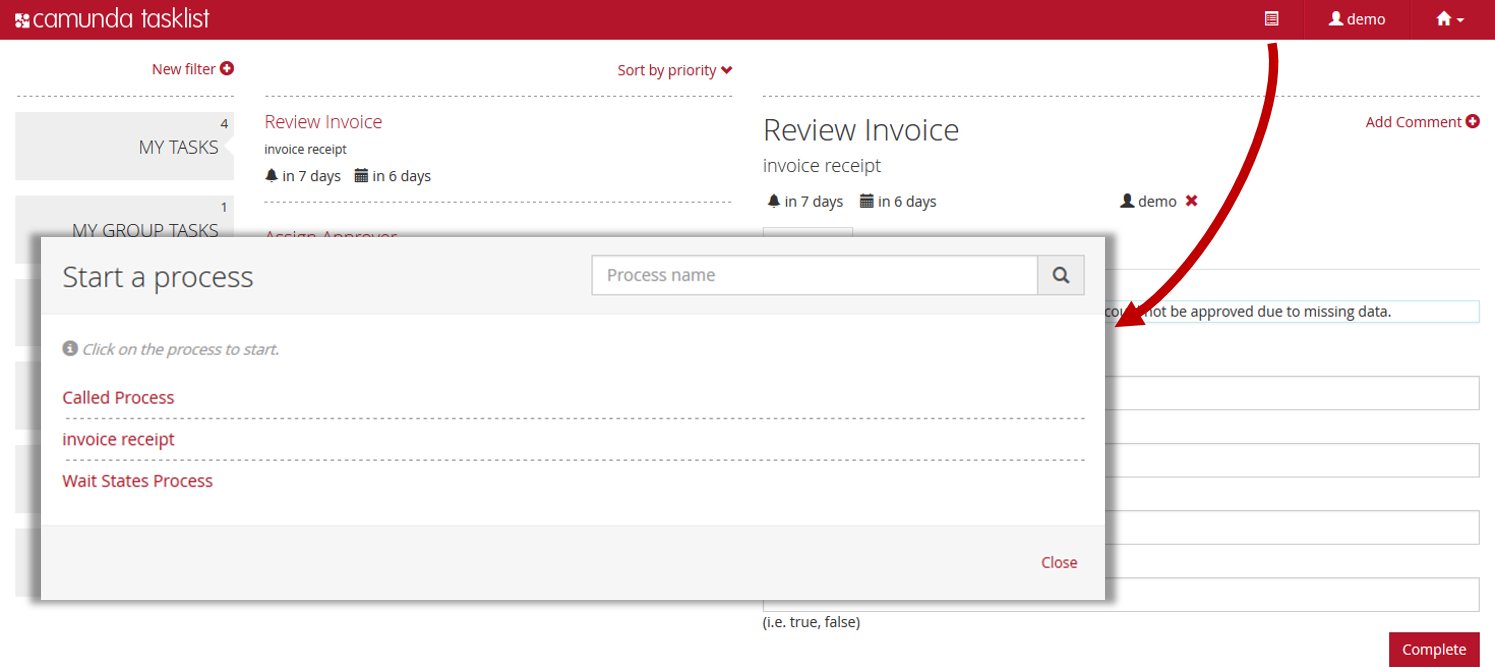 camunda tasklist
demo
New filter
Sort by priority
4
MY TASKS
1
MY GROUP TASKS
Review Invoice
invoice receipt
in 7 days in 6 days
Assign Approver
Review Invoice
Add Comment
invoice receipt
in 7 days in 6 days
demo
not be approved due to missing data.
(i.e. true, false)
Complete
Start a process
Process name
Click on the process to start.
Called Process
invoice receipt
Wait States Process
Close